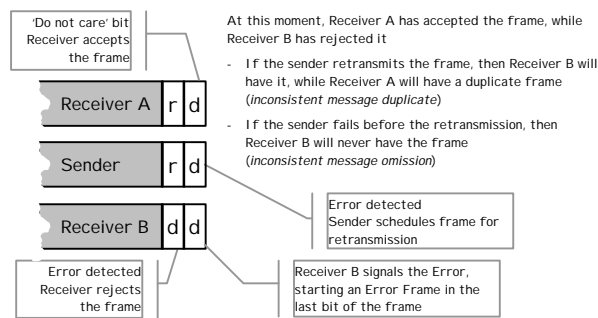 'Do not care' bit
Receiver accepts
the frame
At this moment, Receiver A has accepted the frame, while
Receiver B has rejected it
- If the sender retransmits the frame, then Receiver B will
have it, while Receiver A will have a duplicate frame
(inconsistent message duplicate)
- If the sender fails before the retransmission, then
Receiver B will never have the frame
(inconsistent message omission)
Receiver A r d
Sender r d
Receiver B d d
Error detected
Sender schedules frame for
retransmission
Error detected
Receiver rejects
the frame
Receiver B signals the Error,
starting an Error Frame in the
last bit of the frame